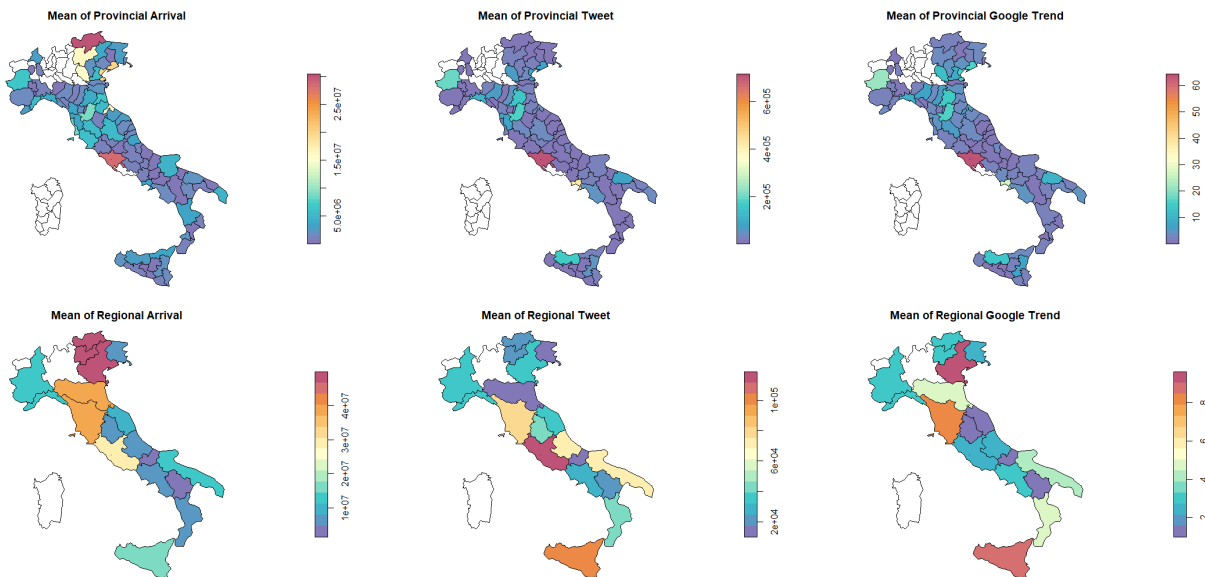 Mean of Provincial Arrival
5.0e+06
1.5e+07
2.5e+07
Mean of Provincial Tweet
2e+05
4e+05
6e+05
Mean of Provincial Google Trend
10
20
30
40
50
60
Mean of Regional Arrival
1e+07
2e+07
3e+07
4e+07
Mean of Regional Tweet
2e+04
6e+04
1e+05
Mean of Regional Google Trend
2
4
6
8